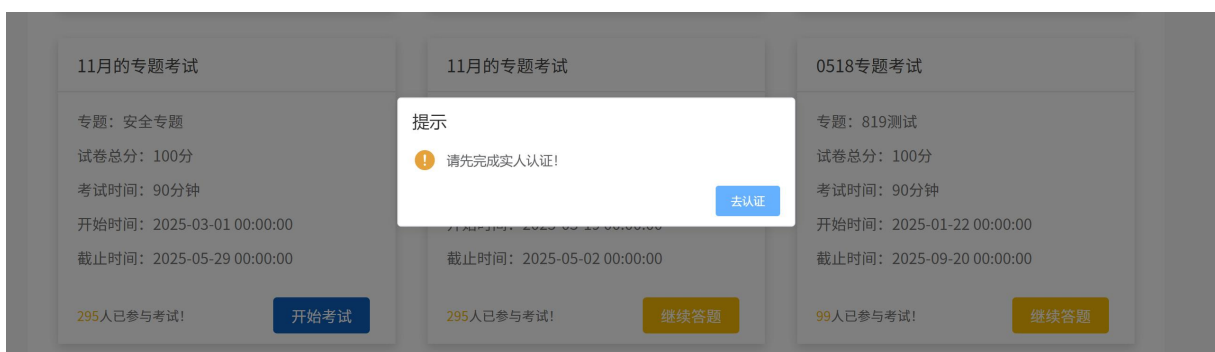 11月的专题考试
专题：安全专题
试卷总分：100分
考试时间：90分钟
开始时间：2025-03-01 00:00:00
截止时间：2025-05-29 00:00:00
295人已参与考试!
开始考试
11月的专题考试
提示
请先完成实人认证!
去认证
截止时间：2025-05-02 00:00:00
295人已参与考试!
继续答题
0518专题考试
专题：819测试
试卷总分：100分
考试时间：90分钟
开始时间：2025-01-22 00:00:00
截止时间：2025-09-20 00:00:00
99人已参与考试!
继续答题